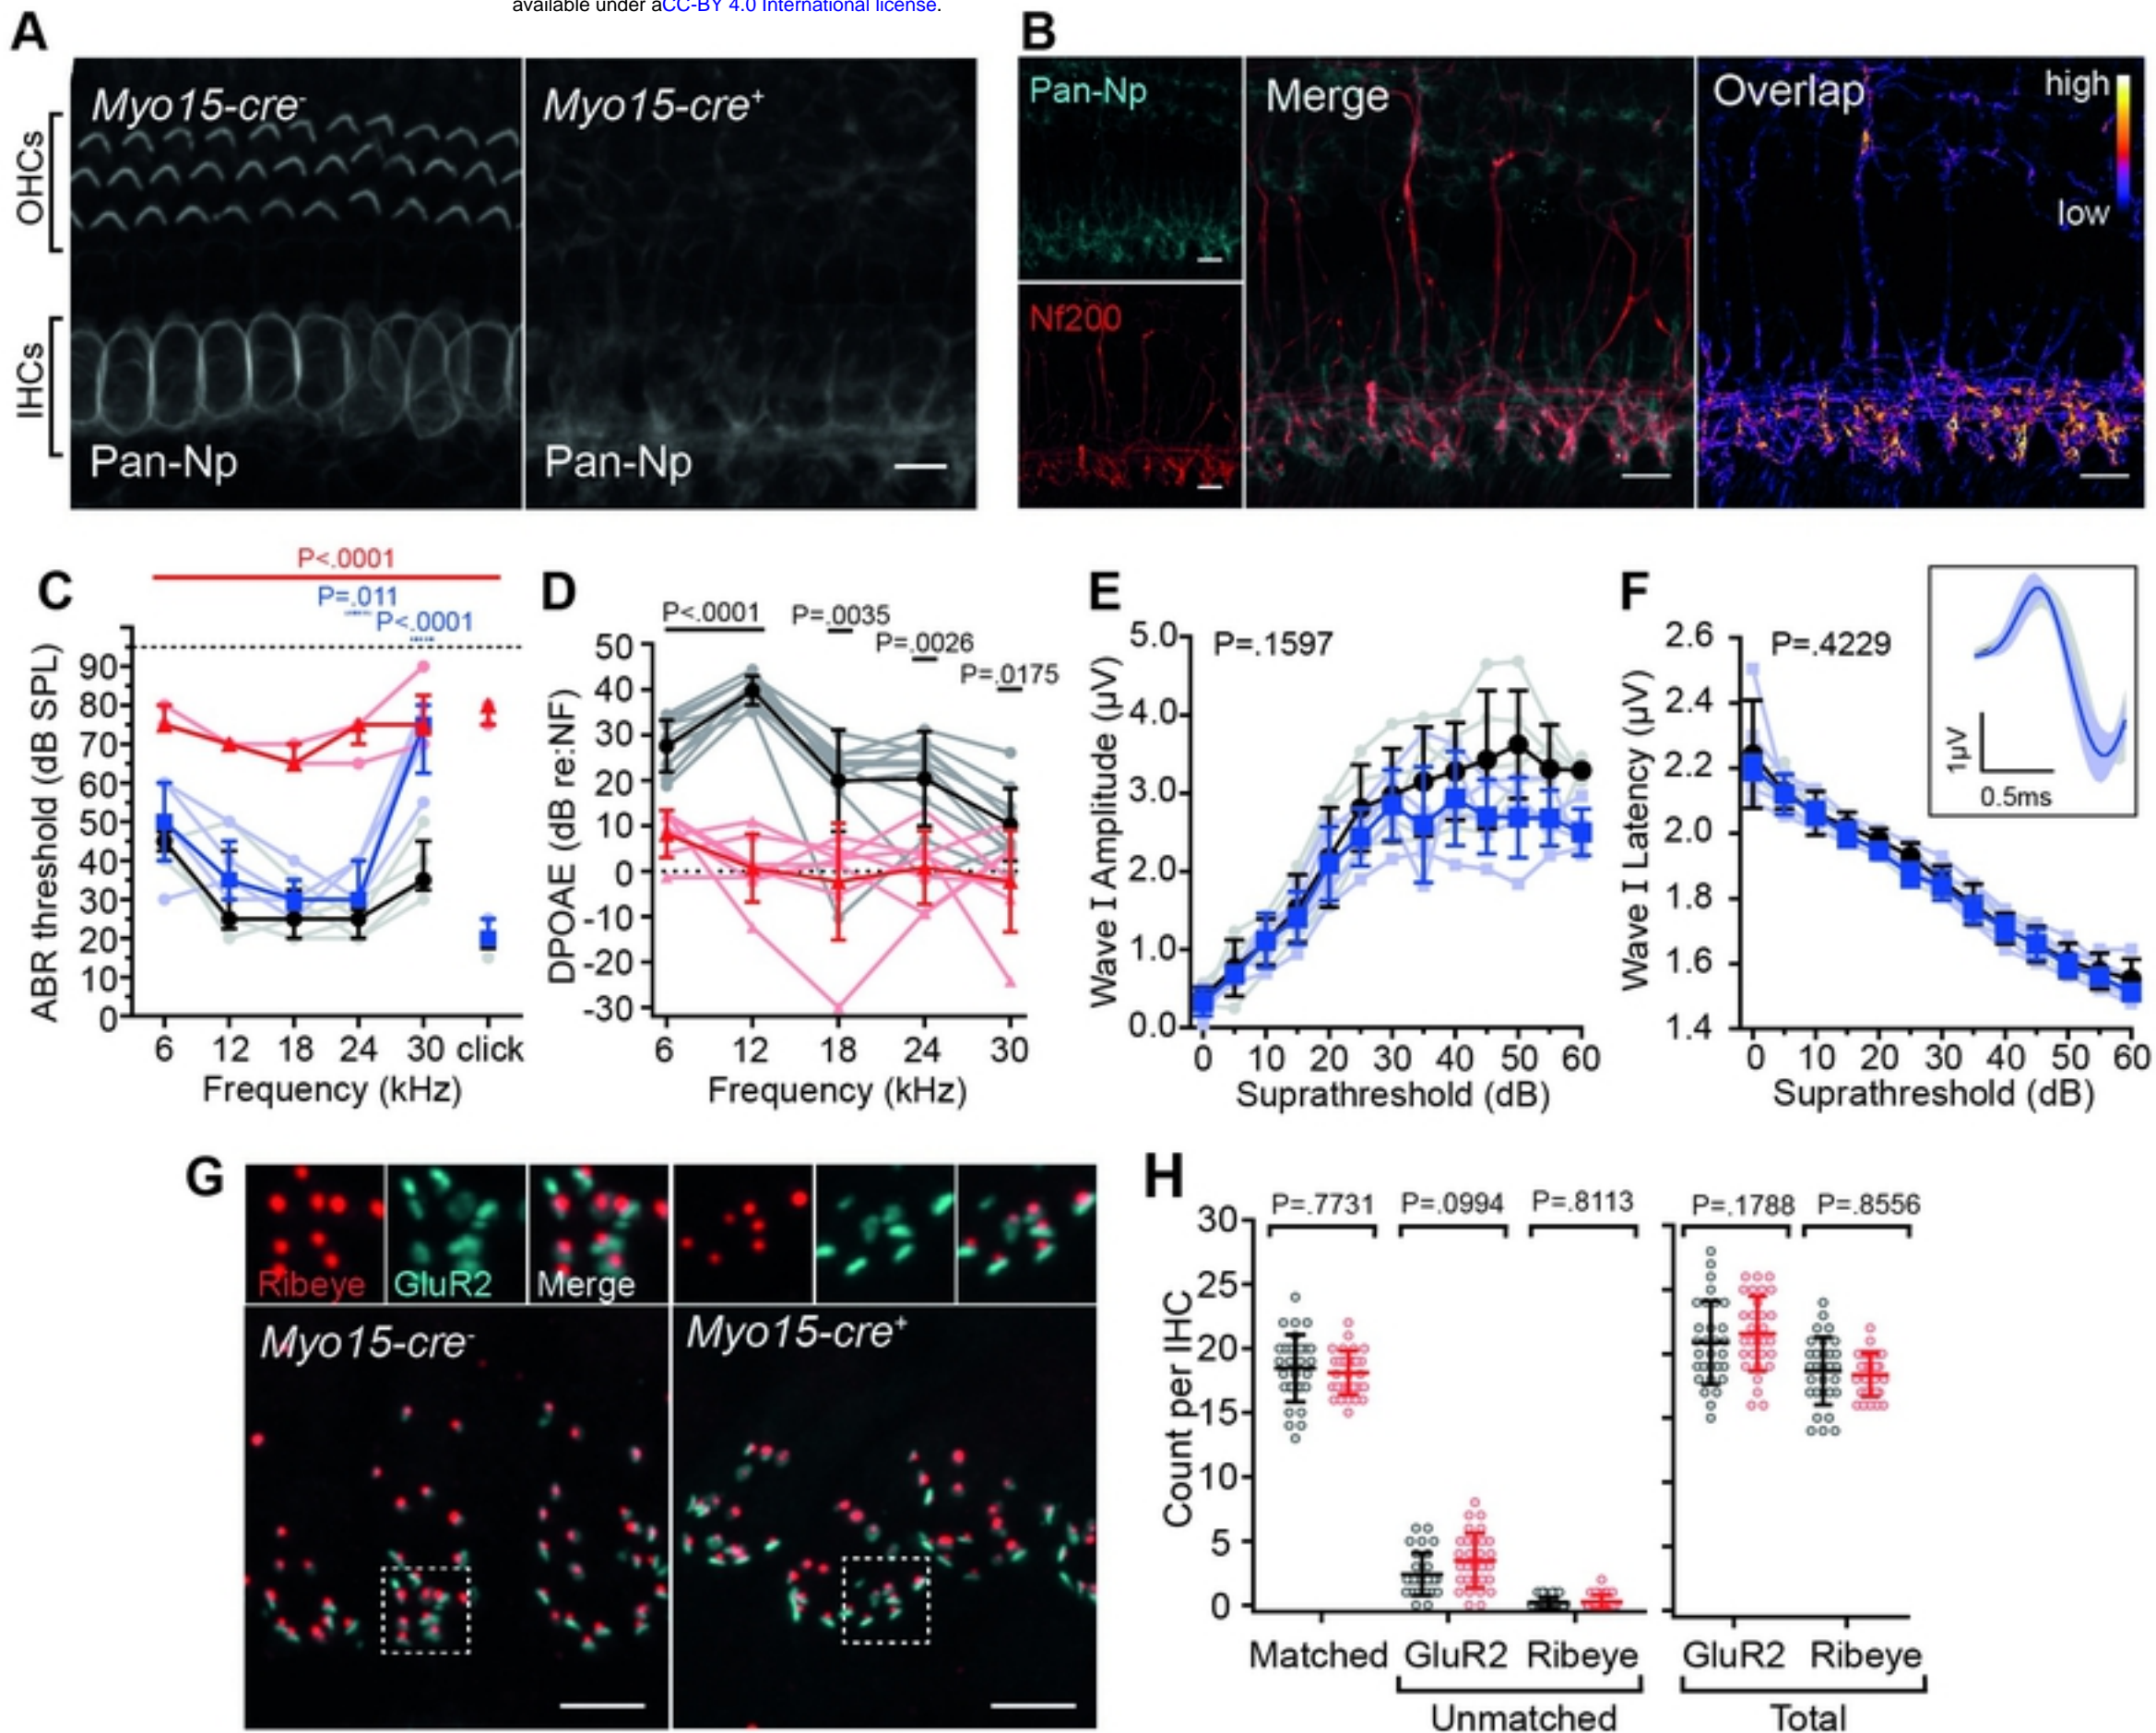 available under aCC-BY 4.0 International license.
A
B
Myo15-cre-
Myo15-cre+
OHCs
IHCs
Pan-Np
Pan-Np
Pan-Np
Nf200
Merge
Overlap
high
low
C
P<.0001
P=.011
P<.0001
ABR threshold (dB SPL)
90
80
70
60
50
40
30
20
10
0
6 12 18 24 30 click
Frequency (kHz)
D
P<.0001
P=.0035
P=.0026
P=.0175
DPOAE (dB re:NF)
50
40
30
20
10
0
-10
-20
-30
6 12 18 24 30
Frequency (kHz)
E
P=.1597
Wave I Amplitude (µV)
5.0
4.0
3.0
2.0
1.0
0.0
0 10 20 30 40 50 60
Suprathreshold (dB)
F
P=.4229
Wave I Latency (µV)
2.6
2.4
2.2
2.0
1.8
1.6
1.4
1µV
0.5ms
0 10 20 30 40 50 60
Suprathreshold (dB)
G
Ribeye
GluR2
Merge
Myo15-cre-
Myo15-cre+
H
P=.7731
P=.0994
P=.8113
P=.1788
P=.8556
Count per IHC
30
25
20
15
10
5
0
Matched GluR2 Ribeye GluR2 Ribeye
Unmatched Total